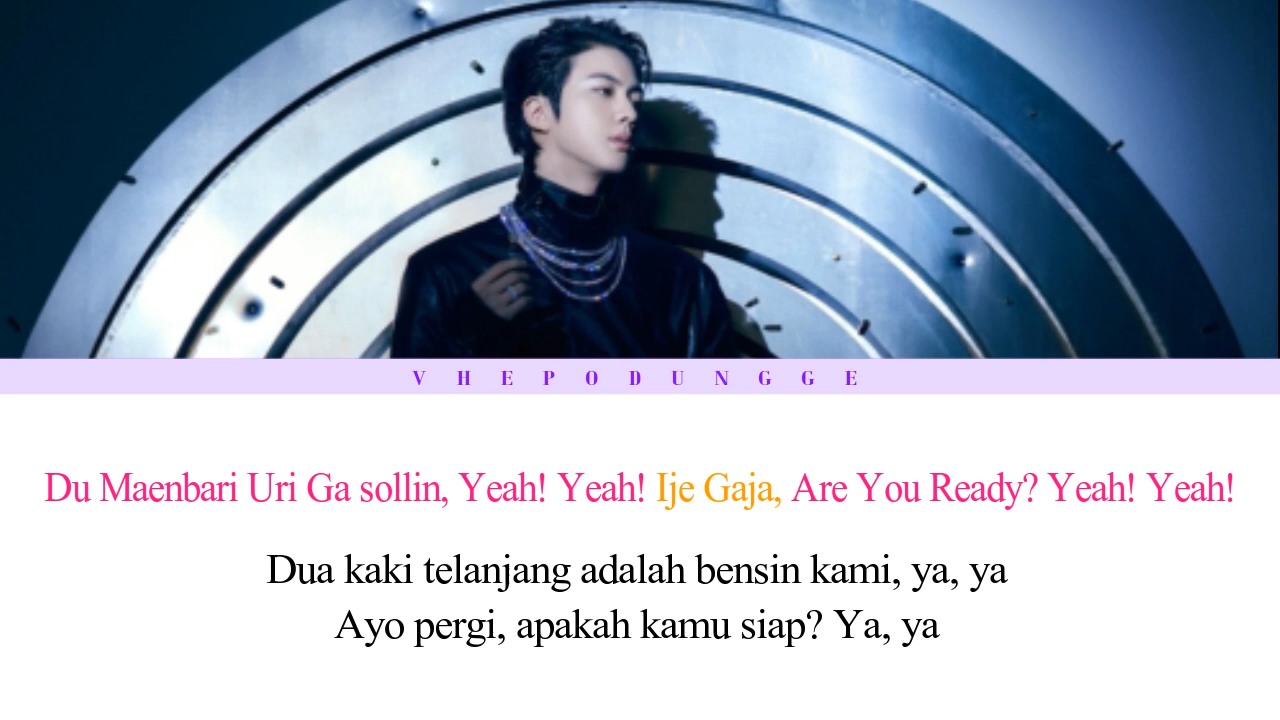 VHEPODUNGGE
Du Maenbari Uri Ga sollin, Yeah! Yeah! Ije Gaja, Are You Ready? Yeah! Yeah!
Dua kaki telanjang adalah bensin kami, ya, ya
Ayo pergi, apakah kamu siap? Ya, ya